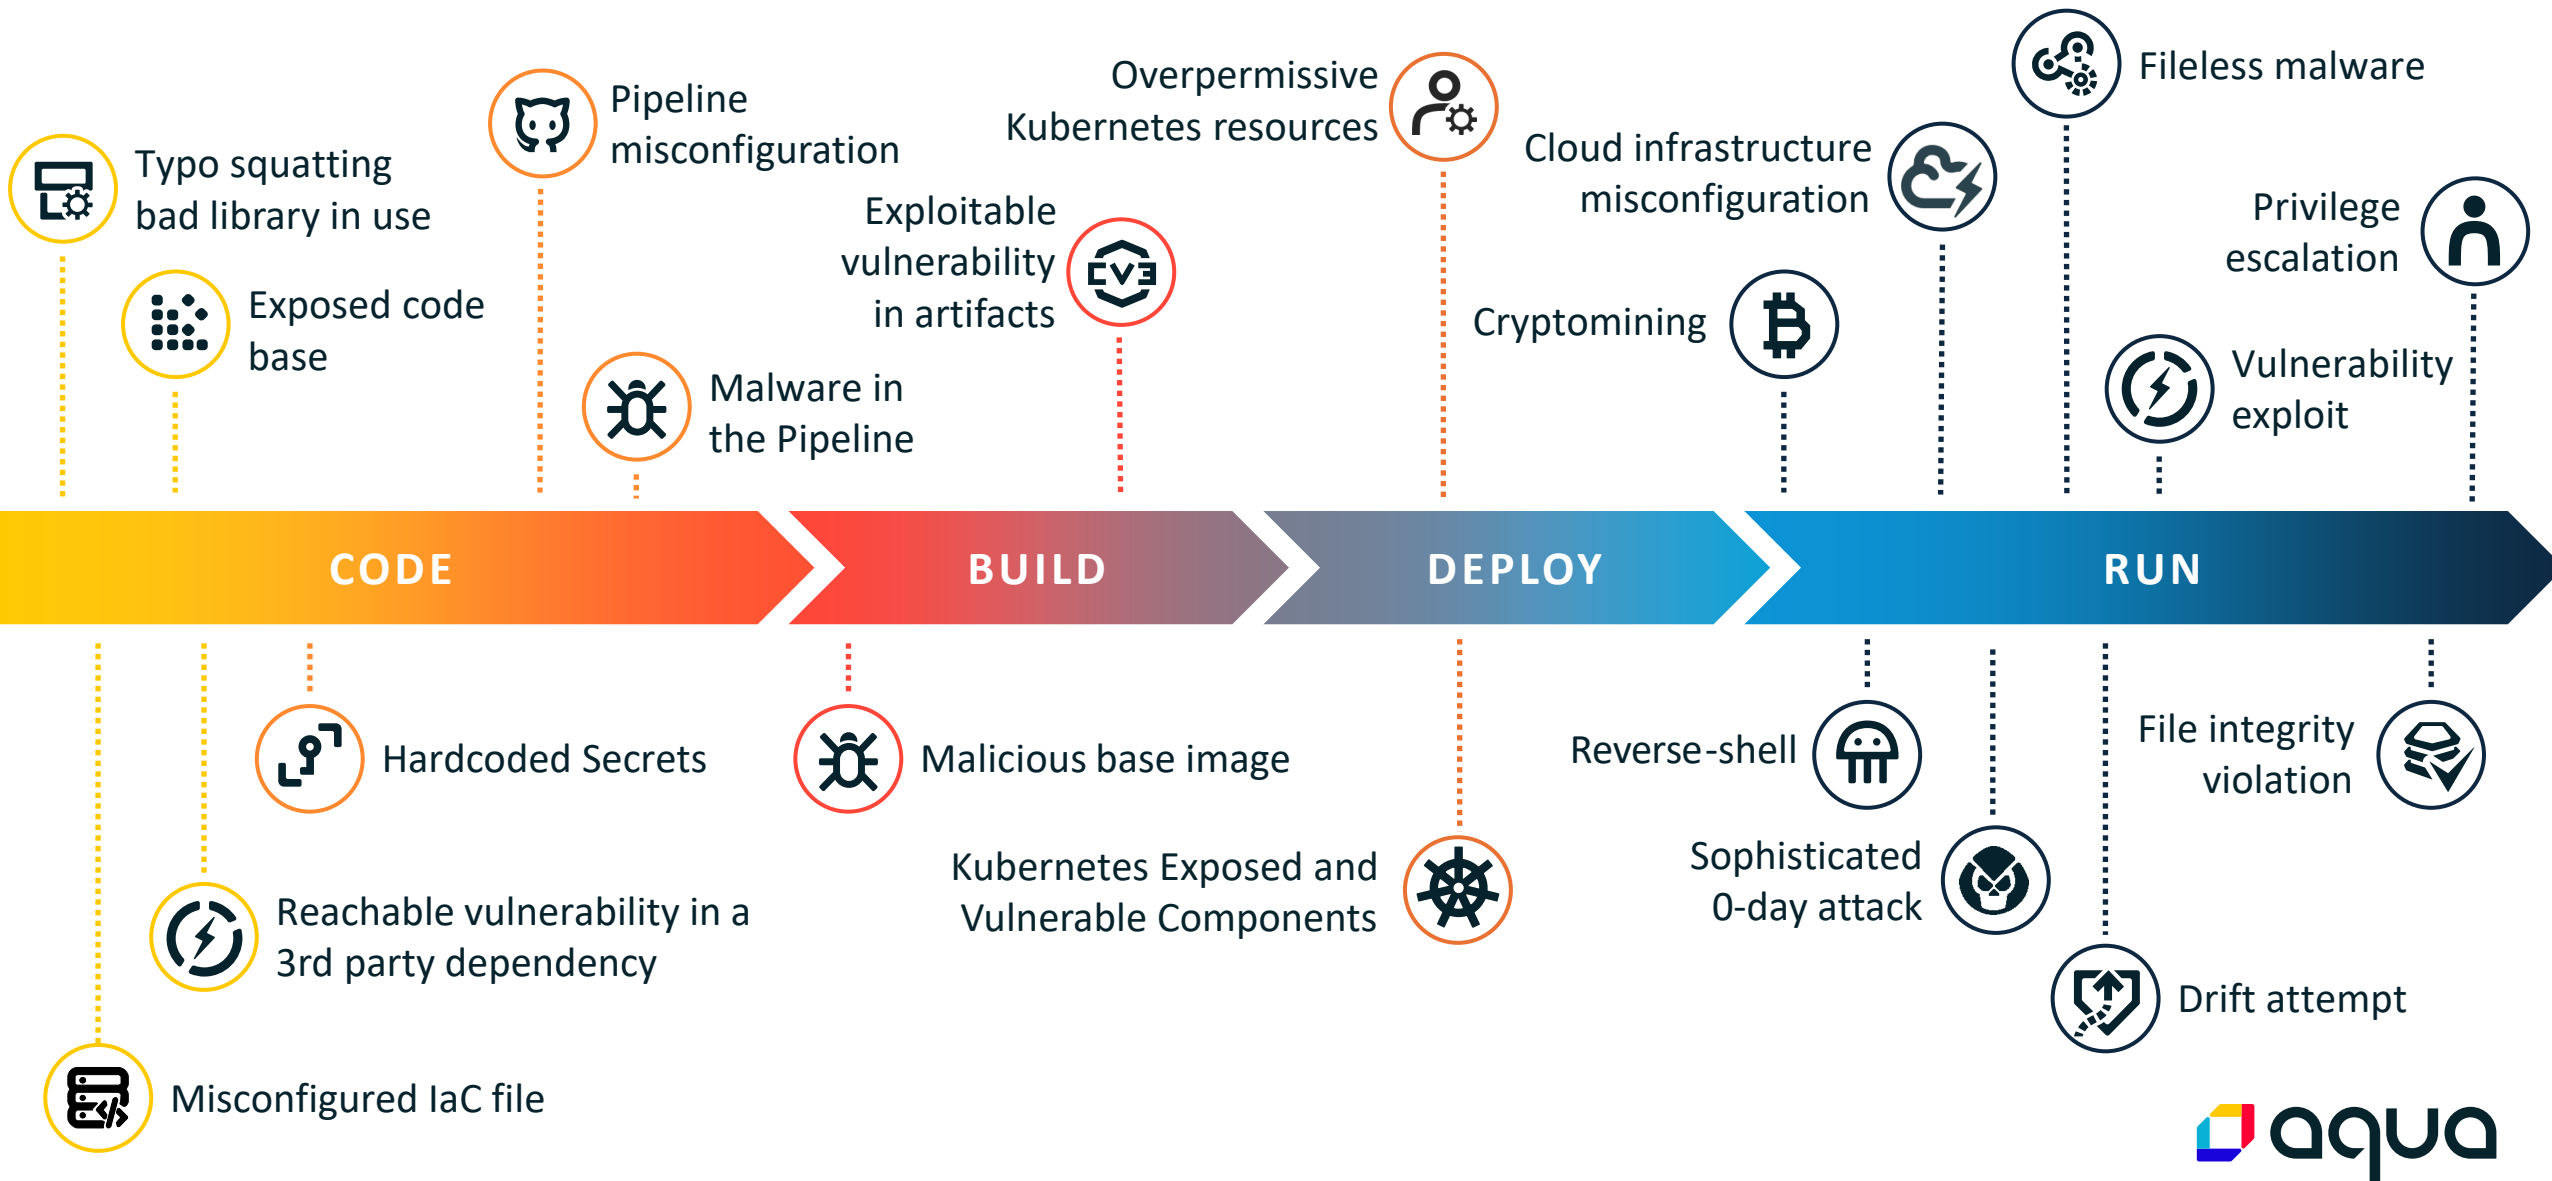 Typo squatting
bad library in use
Exposed code
base
Pipeline
misconfiguration
Malware in
the Pipeline
Exploitable
vulnerability
in artifacts
CVE
Overpermissive
Kubernetes resources
Cloud infrastructure
misconfiguration
Cryptomining
Fileless malware
Vulnerability
exploit
Privilege
escalation
CODE
BUILD
DEPLOY
RUN
Hardcoded Secrets
Reachable vulnerability in a
3rd party dependency
Misconfigured IaC file
Malicious base image
Kubernetes Exposed and
Vulnerable Components
Reverse-shell
Sophisticated
0-day attack
Drift attempt
File integrity
violation
aqua